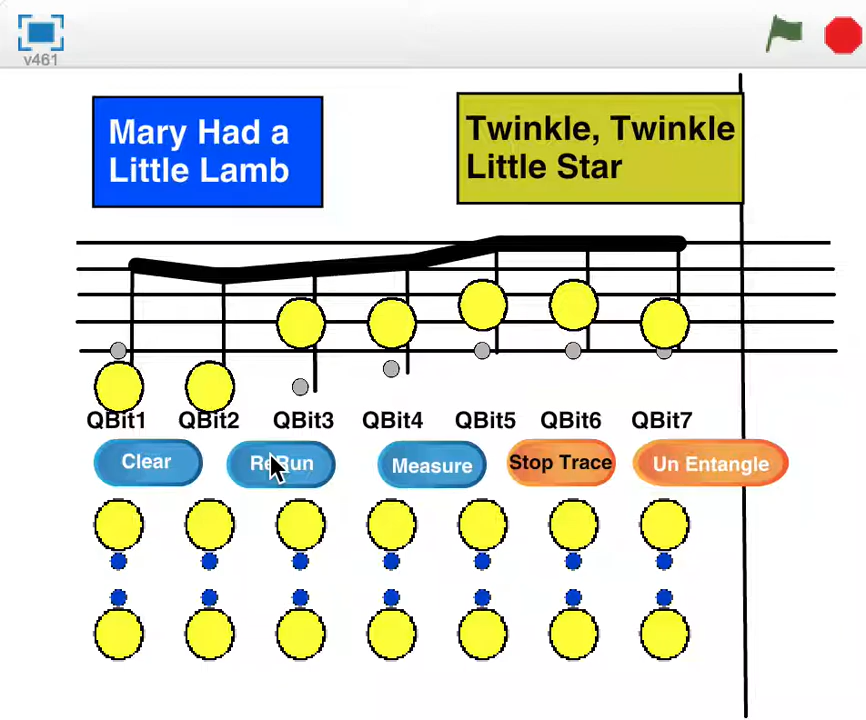 v461
Mary Had a
Little Lamb
Twinkle, Twinkle
Little Star
QBit1 QBit2 QBit3 QBit4 QBit5 QBit6 QBit7
Clear ReRun Measure Stop Trace Un Entangle